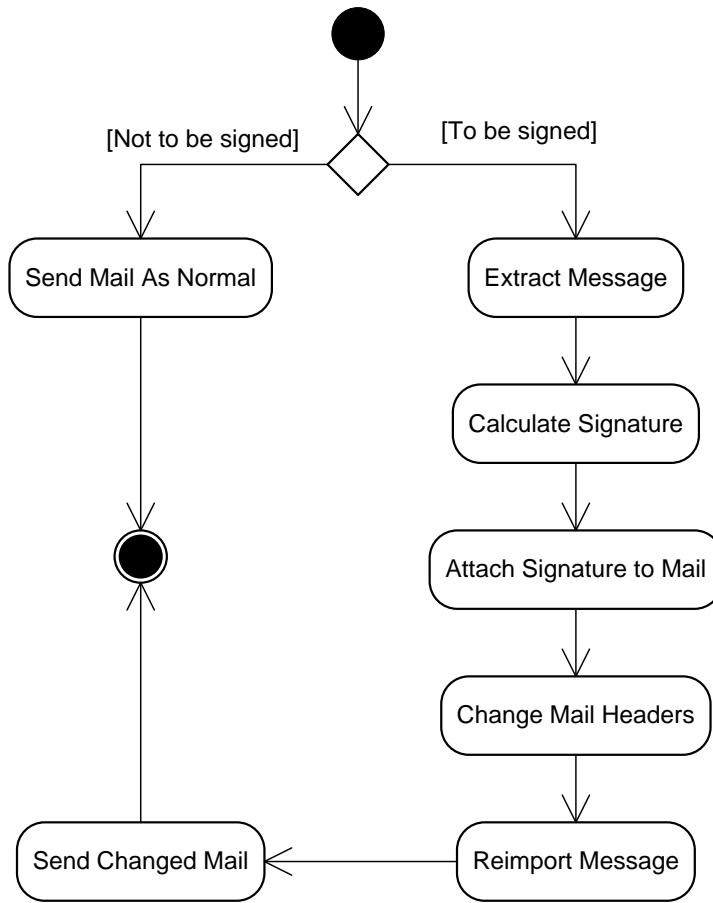 [Not to be signed]
[To be signed]
Send Mail As Normal
Extract Message
Calculate Signature
Attach Signature to Mail
Change Mail Headers
Send Changed Mail
Reimport Message